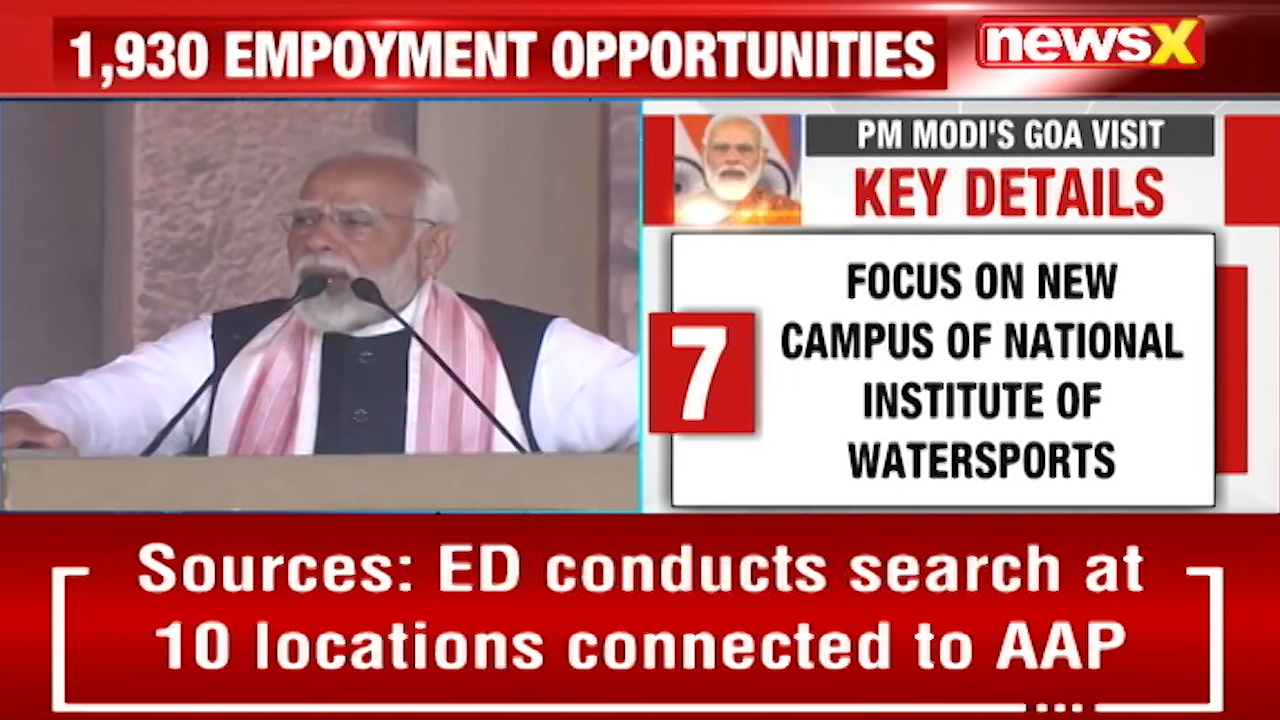 1,930 EMPOYMENT OPPORTUNITIES
newsX
PM MODI'S GOA VISIT
KEY DETAILS
7
FOCUS ON NEW
CAMPUS OF NATIONAL
INSTITUTE OF
WATERSPORTS
Sources: ED conducts search at
10 locations connected to AAP